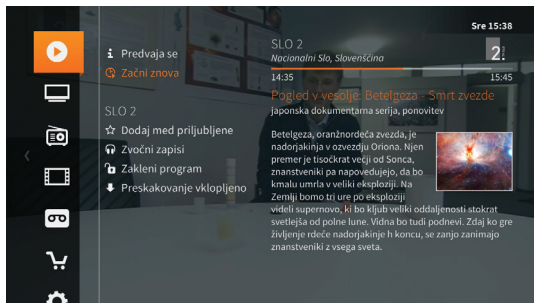 Sre 15:38
i Predvaja se
Začni znova
SLO 2
Dodaj med priljubljene
Zvočni zapisi
Zakleni program
Preskakovanje vklopljeno
SLO 2
Nacionalni Slo, Slovenščina
2.
14:35 15:45
Pogled v vesolje: Betelgeza - Smrt zvezde
japonska dokumentarna serija, ponovitev
Betelgeza, oranžnordeča zvezda, je
nadorjakinja v ozvezdju Oriona. Njen
premer je tisočkrat večji od Sonca,
znanstveniki pa napovedujejo, da bo
kmalu umrla v veliki eksploziji. Na
Zemlji bomo tri ure po eksploziji
videli supernovo, ki bo kljub veliki oddaljenosti stokrat
svetlejša od polne lune. Vidna bo tudi podnevi. Zdaj ko gre
življenje rdeče nadorjakinje h koncu, se zanjo zanimajo
znanstveniki z vsega sveta.